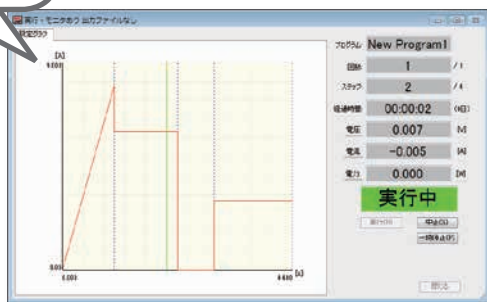 実行 - モニタあり 出力ファイルなし
設定グラフ
[A]
プログラム New Program1
回数 1 / 1
ステップ 2 / 4
経過時間 00:00:02
電圧 0.007 [V]
電流 -0.005 [A]
電力 0.000 [W]
実行中
実行(R) 中止(S)
一時停止(P)
0.000
[s]
閉じる